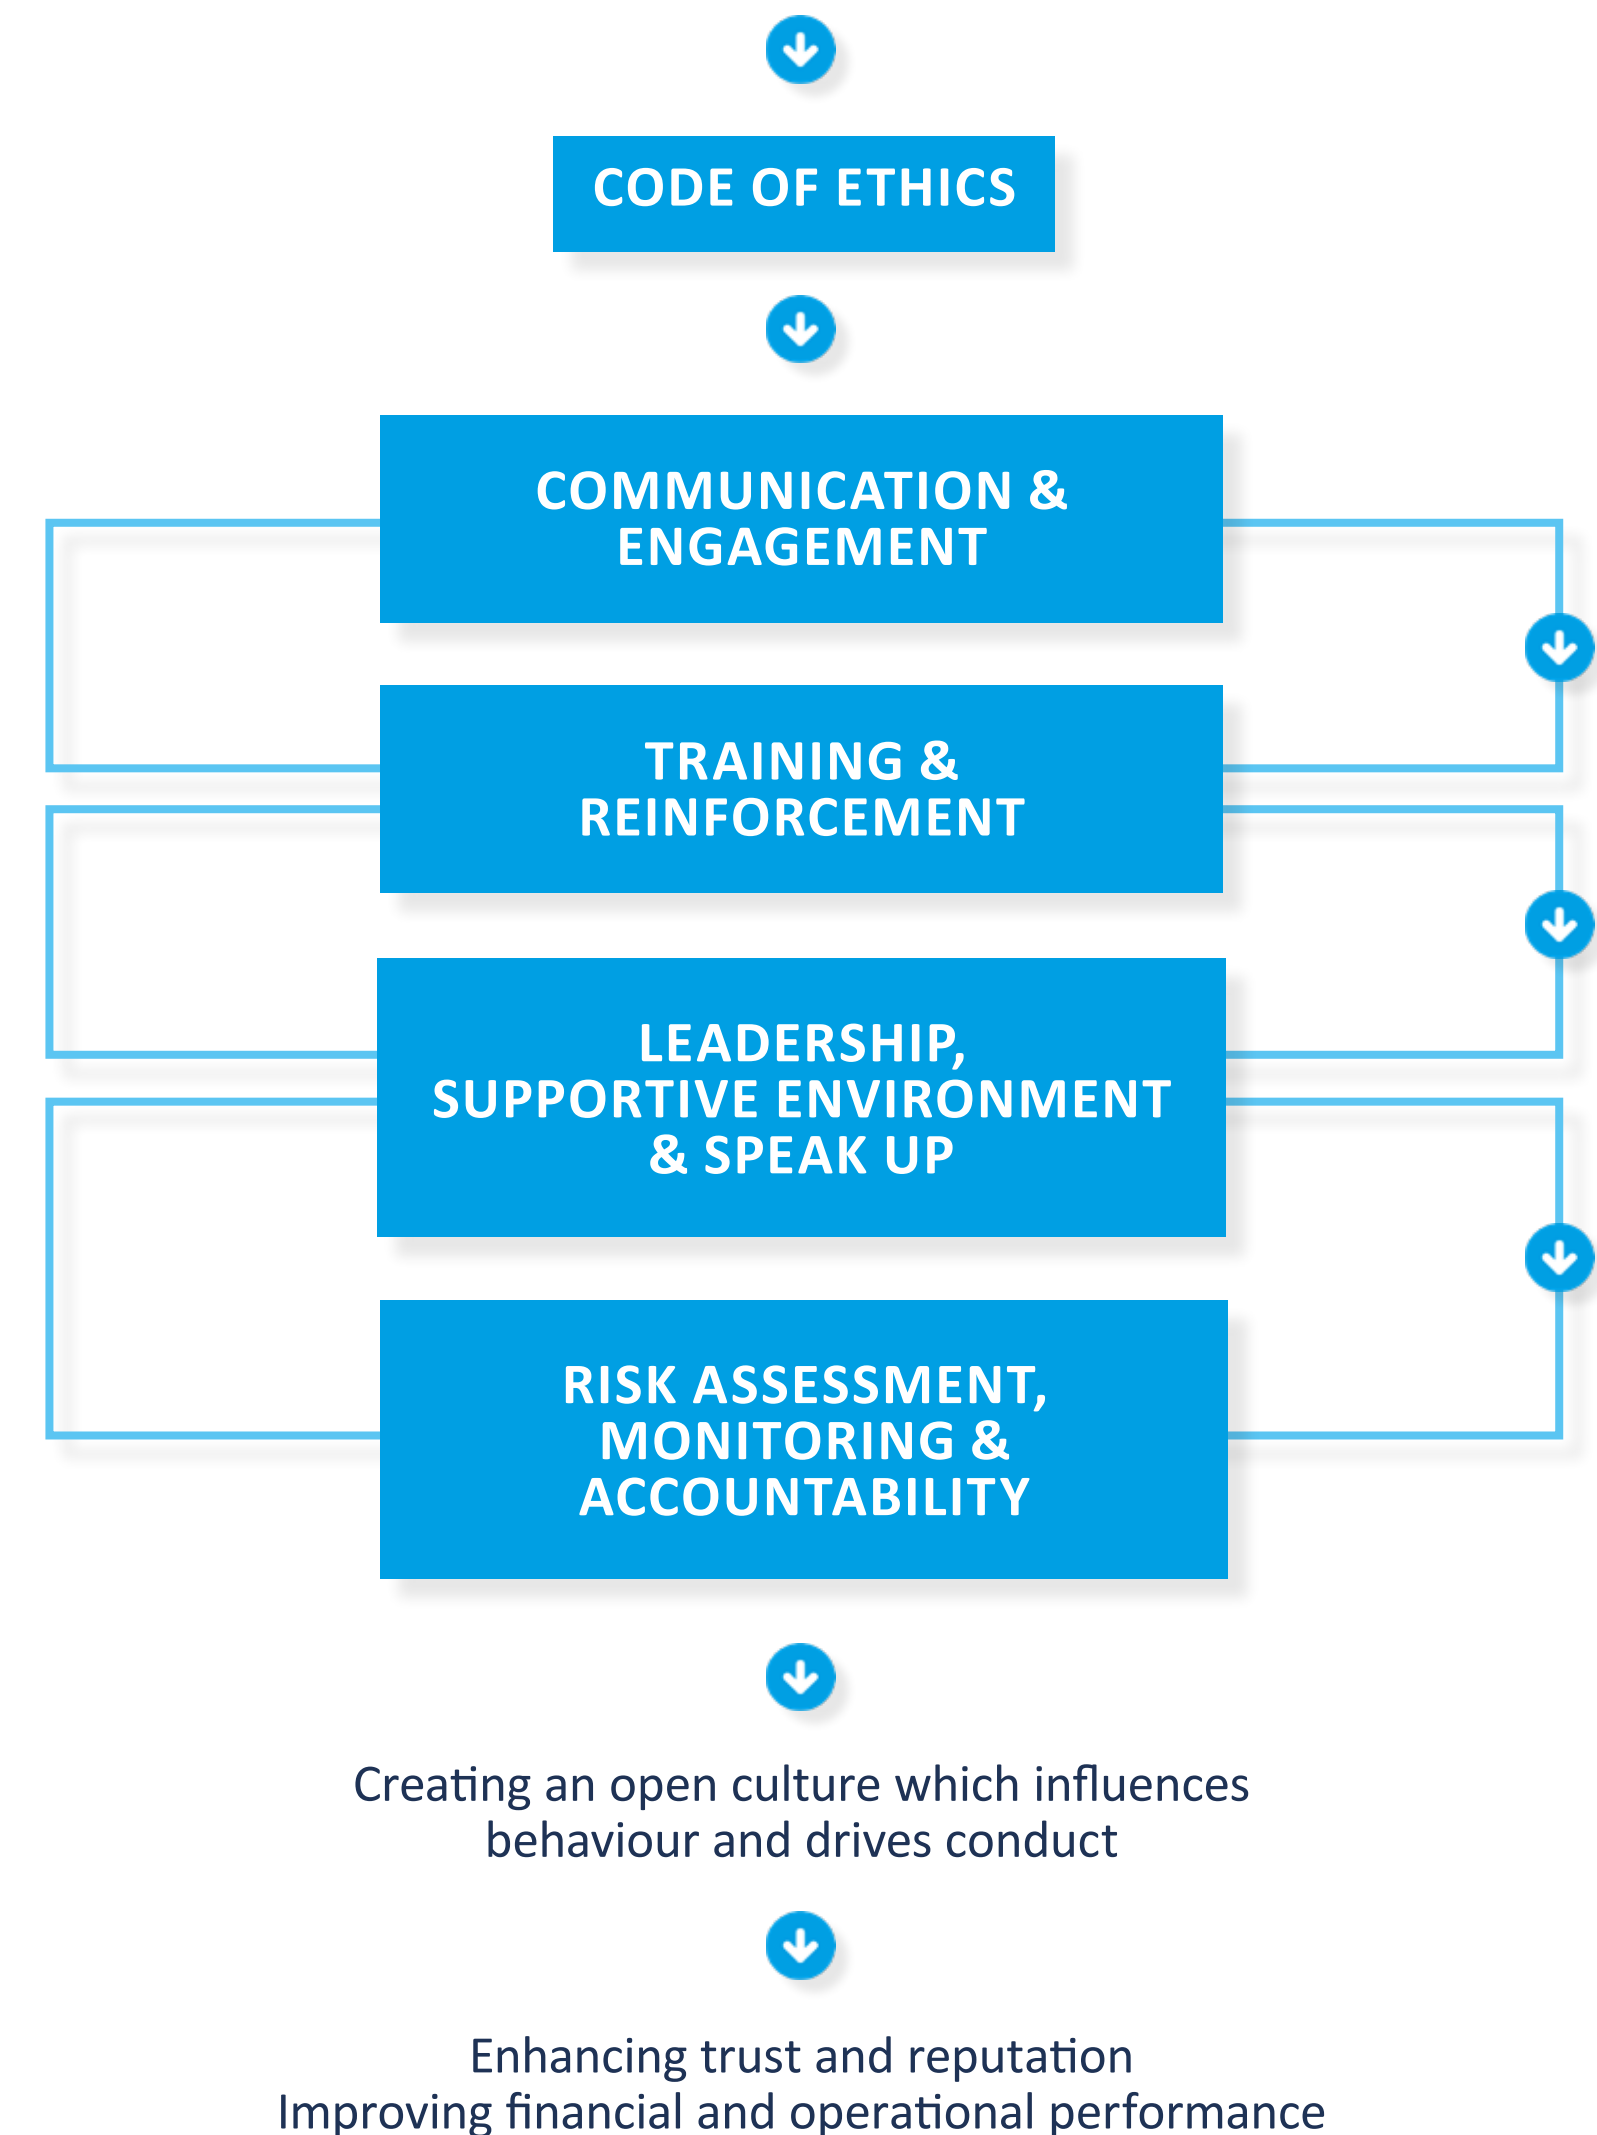 CODE OF ETHICS
COMMUNICATION &
ENGAGEMENT
TRAINING &
REINFORCEMENT
LEADERSHIP,
SUPPORTIVE ENVIRONMENT
& SPEAK UP
RISK ASSESSMENT,
MONITORING &
ACCOUNTABILITY
Creating an open culture which influences
behaviour and drives conduct
Enhancing trust and reputation
Improving financial and operational performance